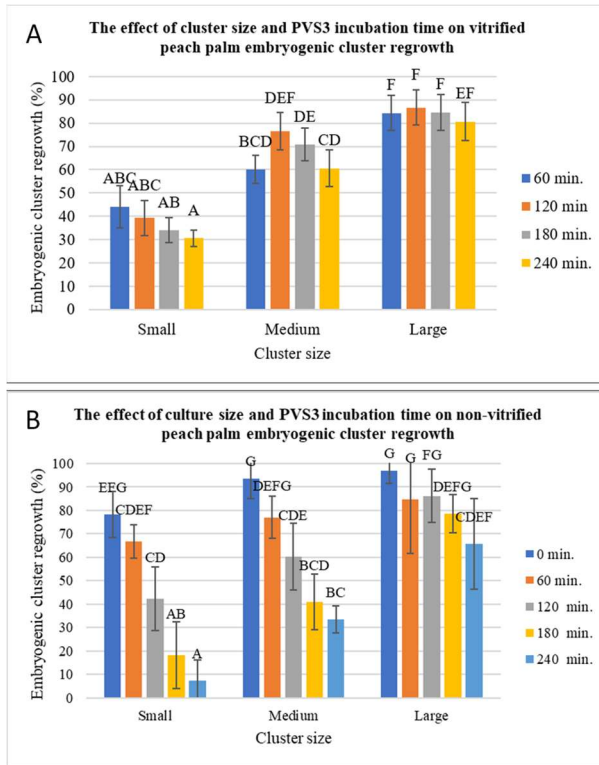 A
The effect of cluster size and PVS3 incubation time on vitrified
peach palm embryogenic cluster regrowth
Embryogenic cluster regrowth (%)
100
90
80
70
60
50
40
30
20
10
0
ABC
ABC
AB
A
BCD
DEF
DE
CD
F
F
F
EF
Small
Medium
Large
Cluster size
60 min.
120 min
180 min.
240 min.
B
The effect of culture size and PVS3 incubation time on non-vitrified
peach palm embryogenic cluster regrowth
Embryogenic cluster regrowth (%)
100
90
80
70
60
50
40
30
20
10
0
EEG
CDEF
CD
AB
A
G
DEFG
CDE
BCD
BC
G
G
FG
DEFG
CDEF
Small
Medium
Large
Cluster size
0 min.
60 min.
120 min.
180 min.
240 min.